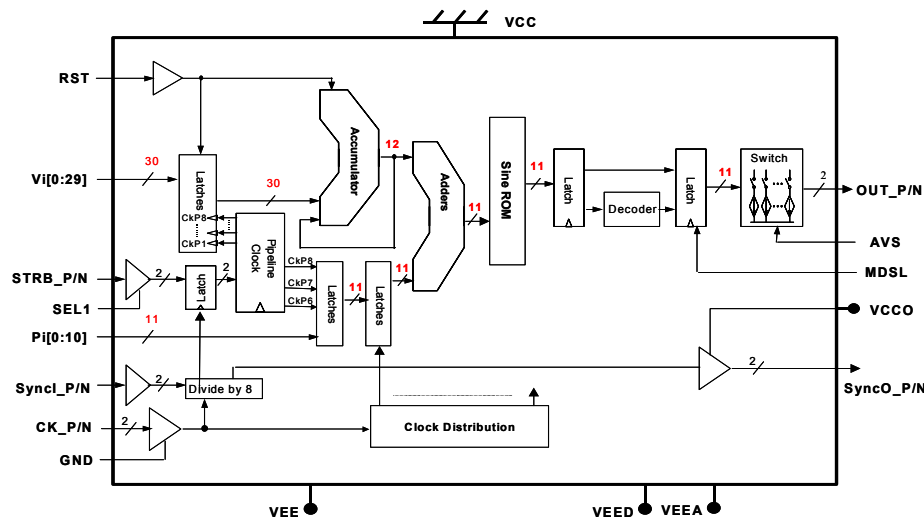 VCC
RST
Accumulator
12
Adders
Sine ROM
30
Vi[0:29]
Latches
30
11
11
11
2
Latch
Decoder
Latch
Switch
OUT_P/N
CkP8
CkP1
Pipeline Clock
CkP8
CkP7
CkP6
AVS
MDSL
STRB_P/N
2
Latch
2
11
11
Latches
Latches
SEL1
VCCO
11
Pi[0:10]
SyncI_P/N
2
Divide by 8
2
SyncO_P/N
CK_P/N
2
Clock Distribution
GND
VEE
VEED
VEEA